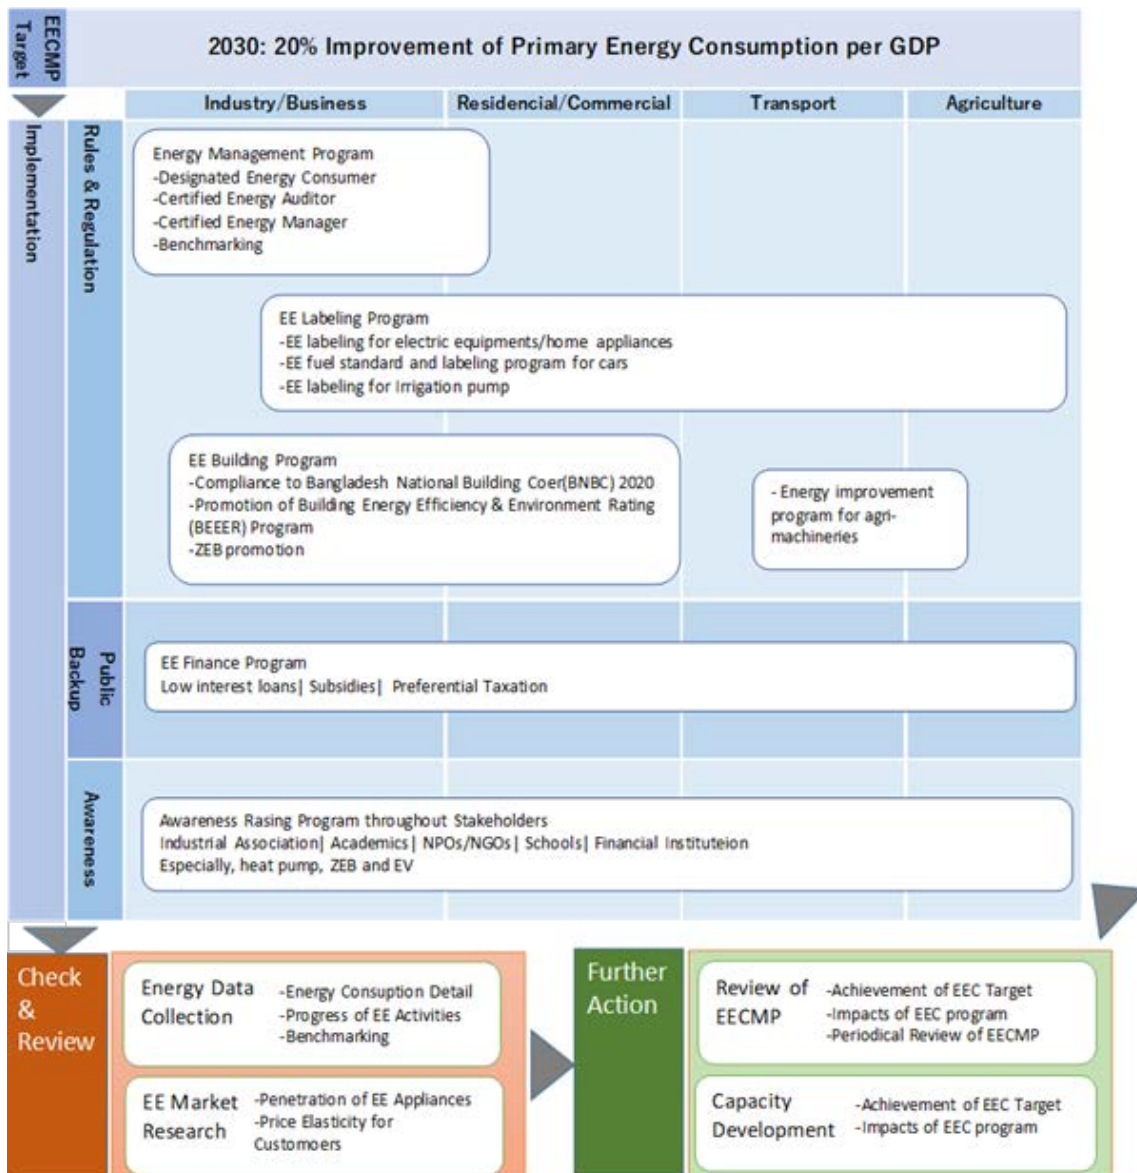 EECMP
Target
2030: 20% Improvement of Primary Energy Consumption per GDP
Industry/Business
Residencial/Commercial
Transport
Agriculture
Implementation
Rules & Regulation
Energy Management Program
-Designated Energy Consumer
-Certified Energy Auditor
-Certified Energy Manager
-Benchmarking
EE Labeling Program
-EE labeling for electric equipments/home appliances
-EE fuel standard and labeling program for cars
-EE labeling for Irrigation pump
EE Building Program
-Compliance to Bangladesh National Building Coer(BNBC) 2020
-Promotion of Building Energy Efficiency & Environment Rating
(BEEER) Program
-ZEB promotion
- Energy improvement
program for agri-
machineries
Public
Backup
EE Finance Program
Low interest loans| Subsidies| Preferential Taxation
Awareness
Awareness Rasing Program throughout Stakeholders
Industrial Association| Academics| NPOs/NGOs| Schools| Financial Instituteion
Especially, heat pump, ZEB and EV
Check
&
Review
Energy Data
Collection
-Energy Consuption Detail
-Progress of EE Activities
-Benchmarking
EE Market
Research
-Penetration of EE Appliances
-Price Elasticity for
Customoers
Further
Action
Review of
EECMP
-Achievement of EEC Target
-Impacts of EEC program
-Periodical Review of EECMP
Capacity
Development
-Achievement of EEC Target
-Impacts of EEC program